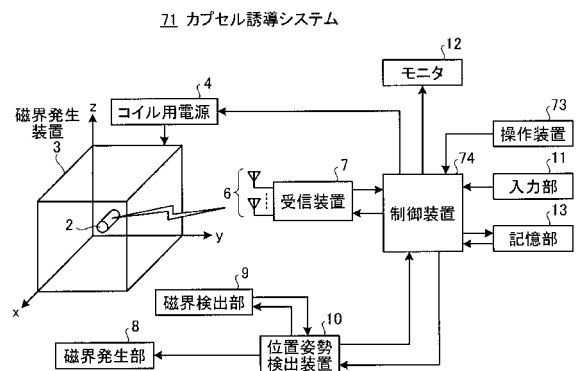 71 カプセル誘導システム
12
モニタ
4
コイル用電源
磁界発生
装置
3
z
73
操作装置
7
受信装置
6
74
制御装置
11
入力部
13
記憶部
2
y
x
9
磁界検出部
10
位置姿勢
検出装置
8
磁界発生部